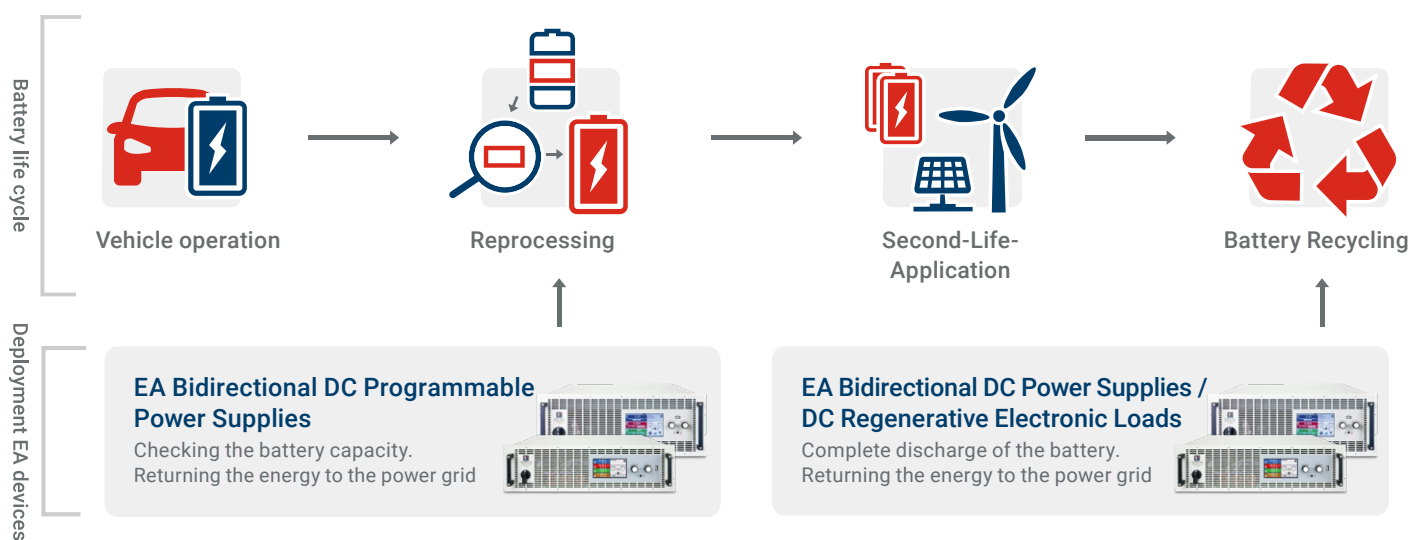 Battery life cycle
Vehicle operation
Reprocessing
Second-Life-
Application
Battery Recycling
Deployment EA devices
EA Bidirectional DC Programmable
Power Supplies
Checking the battery capacity.
Returning the energy to the power grid
EA Bidirectional DC Power Supplies /
DC Regenerative Electronic Loads
Complete discharge of the battery.
Returning the energy to the power grid